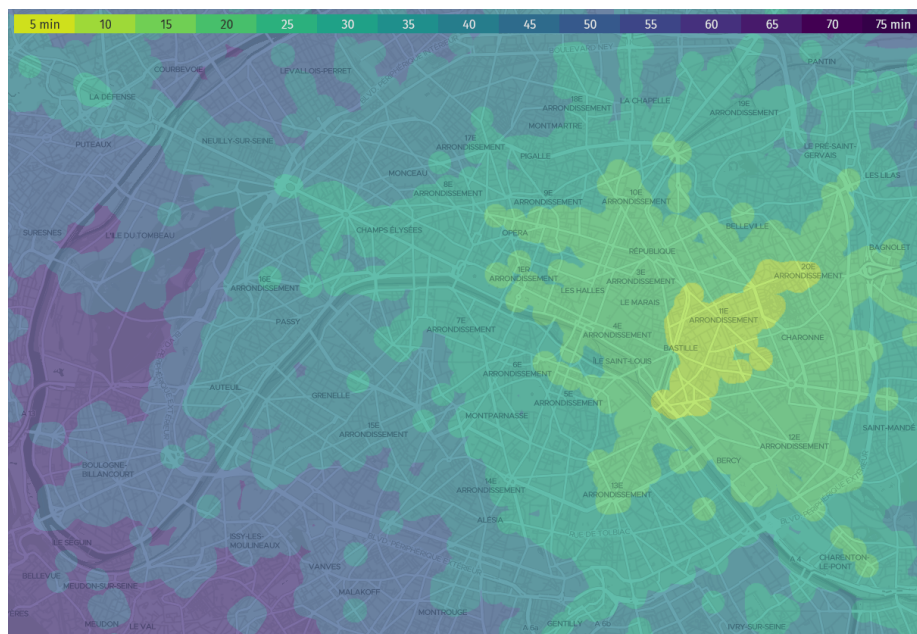 5 min 10 15 20 25 30 35 40 45 50 55 60 65 70 75 min
COURBEVOIE
LEVALLOIS-PERRET
PANTIN
LA DÉFENSE
18E
ARRONDISSEMENT
LA CHAPELLE
19E
ARRONDISSEMENT
MONTMARTRE
PUTEAUX
NEUILLY-SUR-SEINE
17E
ARRONDISSEMENT
PIGALLE
LE PRÉ-SAINT-
GERVAIS
MONCEAU
LES LILAS
8E
ARRONDISSEMENT
9E
ARRONDISSEMENT
10E
ARRONDISSEMENT
SURESNES
L'ILE DU TOMBEAU
CHAMPS ÉLYSÉES
OPERA
BELLEVILLE
BAGNOLET
RÉPUBLIQUE
16E
ARRONDISSEMENT
1ER
ARRONDISSEMENT
3E
ARRONDISSEMENT
20E
ARRONDISSEMENT
LES HALLES
LE MARAIS
PASSY
7E
ARRONDISSEMENT
4E
ARRONDISSEMENT
11E
ARRONDISSEMENT
BASTILLE
CHARONNE
ÎLE SAINT-LOUIS
6E
ARRONDISSEMENT
AUTEUIL
GRENELLE
5E
ARRONDISSEMENT
MONTPARNASSE
15E
ARRONDISSEMENT
SAINT-MANDÉ
12E
ARRONDISSEMENT
BOULOGNE-
BILLANCOURT
BERCY
14E
ARRONDISSEMENT
13E
ARRONDISSEMENT
ALÉSIA
ILE SEGUIN
ISSY-LES-
MOULINEAUX
A 4
CHARENTON-
LE-PONT
BELLEVUE
MEUDON-SUR-SEINE
VANVES
MALAKOFF
MONTROUGE
MEUDON
LE VAL
GENTILLY
IVRY-SUR-SEINE